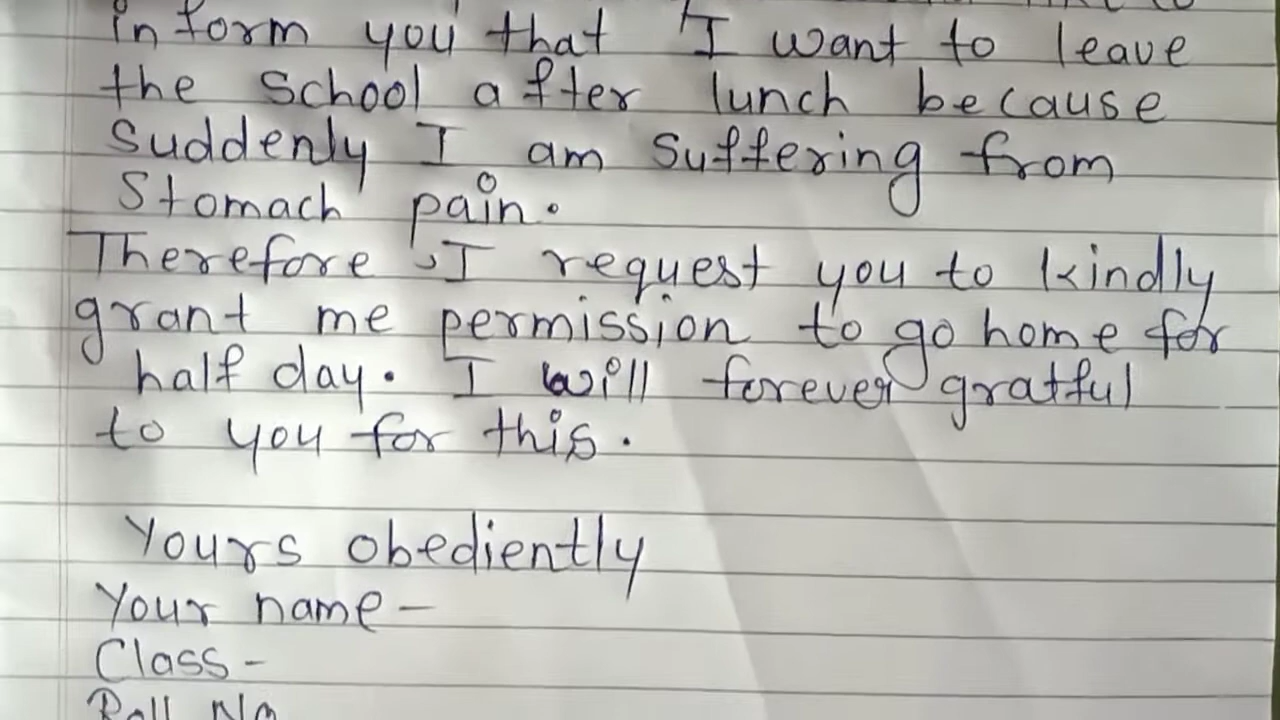 inform you that I want to leave
the school after lunch because
Suddenly I am suffering from
Stomach pain.
Therefore , I request you to kindly
grant me permission to go home for
half day. I will forever gratful
to you for this.
Yours obediently
Your name -
Class -
Roll No